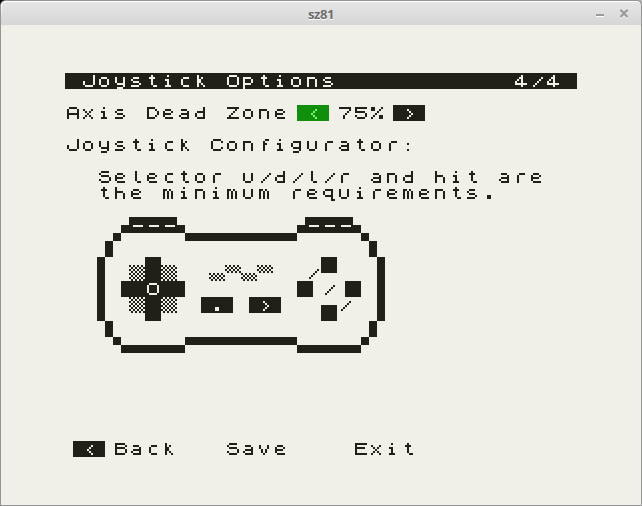 sz81
Joystick Options 4/4
Axis Dead Zone < 75% >
Joystick Configurator:
Selector u/d/l/r and hit are
the minimum requirements.
. >
< Back Save Exit